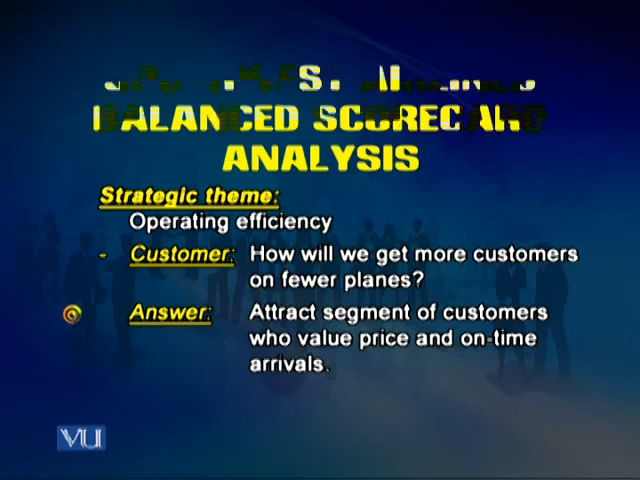 BALANCED SCORECARD
ANALYSIS
Strategic theme:
Operating efficiency
- Customer: How will we get more customers
on fewer planes?
Answer: Attract segment of customers
who value price and on-time
arrivals.
VU